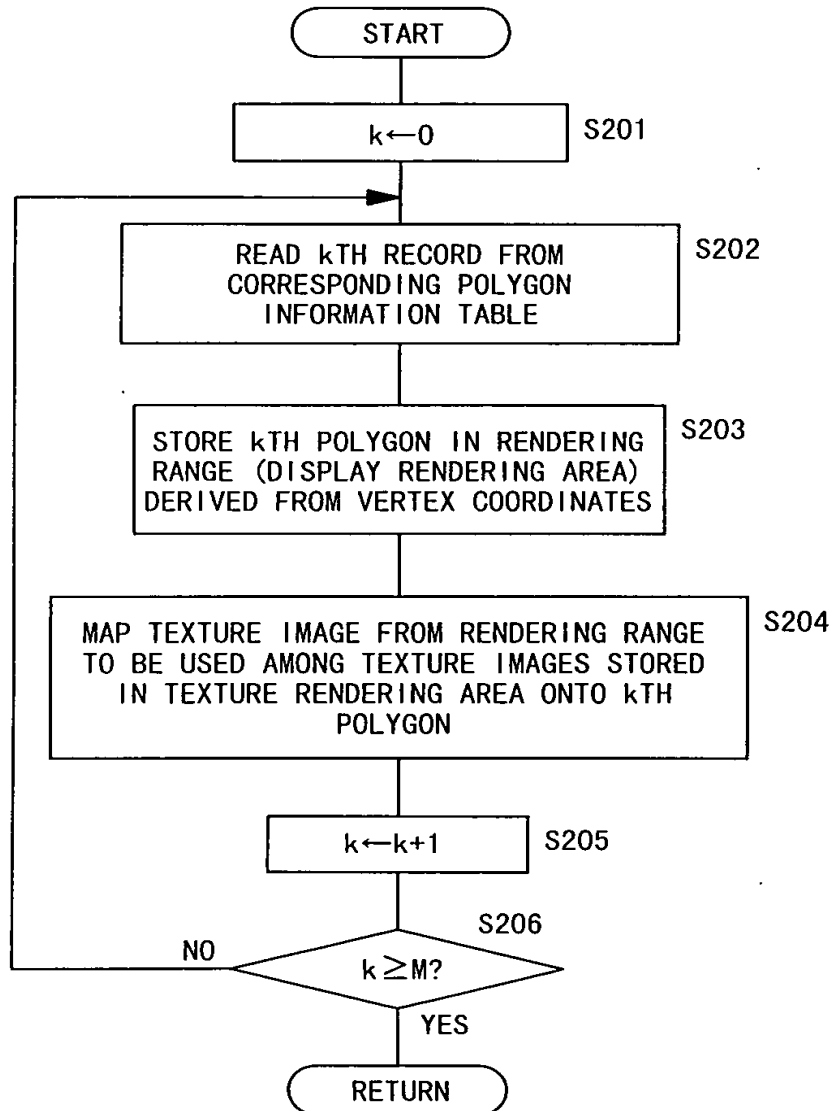 START
k←0
S201
READ kTH RECORD FROM
CORRESPONDING POLYGON
INFORMATION TABLE
S202
STORE kTH POLYGON IN RENDERING
RANGE (DISPLAY RENDERING AREA)
DERIVED FROM VERTEX COORDINATES
S203
MAP TEXTURE IMAGE FROM RENDERING RANGE
TO BE USED AMONG TEXTURE IMAGES STORED
IN TEXTURE RENDERING AREA ONTO kTH
POLYGON
S204
k←k+1
S205
S206
NO
k≧M?
YES
RETURN